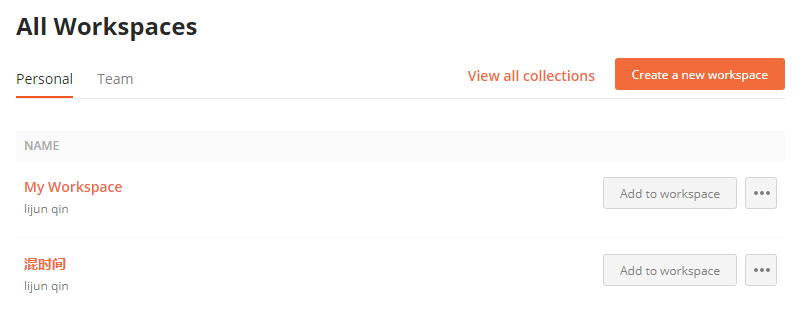 All Workspaces
Personal Team View all collections Create a new workspace
NAME
My Workspace
lijun qin
Add to workspace
混时间
lijun qin
Add to workspace